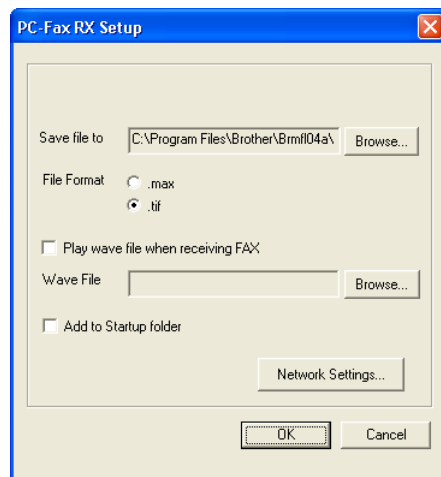 PC-Fax RX Setup
Save file to C:\Program Files\Brother\Brmfl04a\ Browse...
File Format .max
.tif
Play wave file when receiving FAX
Wave File Browse...
Add to Startup folder
Network Settings...
OK Cancel